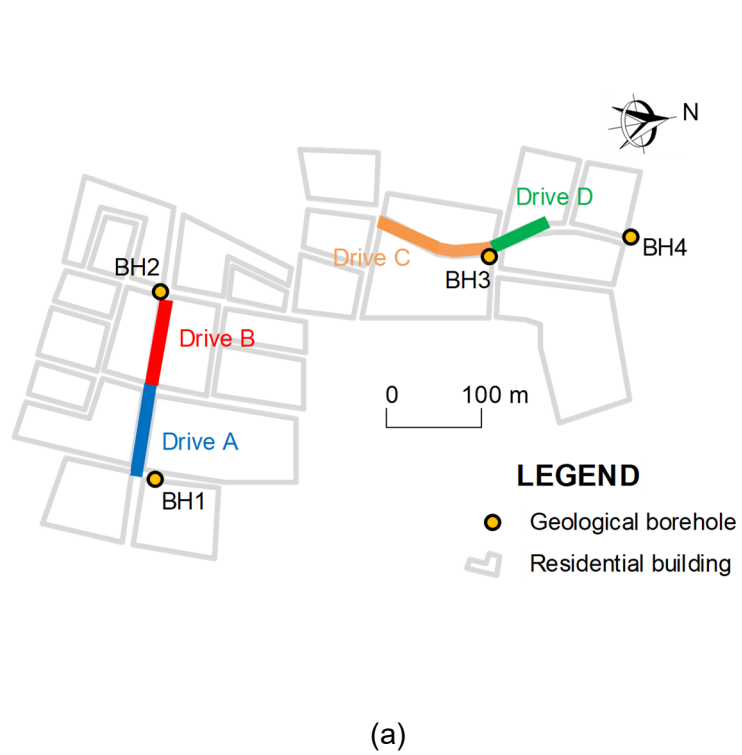 N
Drive D
BH4
Drive C
BH3
BH2
Drive B
0 100 m
Drive A
BH1
LEGEND
Geological borehole
Residential building
(a)